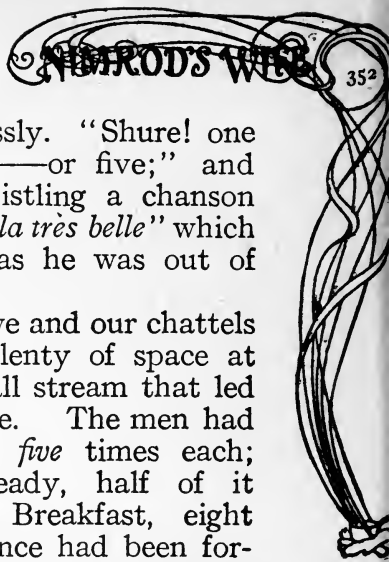 NIMROD'S WIFE
352
ssly. "Shure! one
—or five;" and
istling a chanson
la très belle" which
as he was out of
ve and our chattels
lenty of space at
all stream that led
e. The men had
five times each;
eady, half of it
Breakfast, eight
nce had been for-